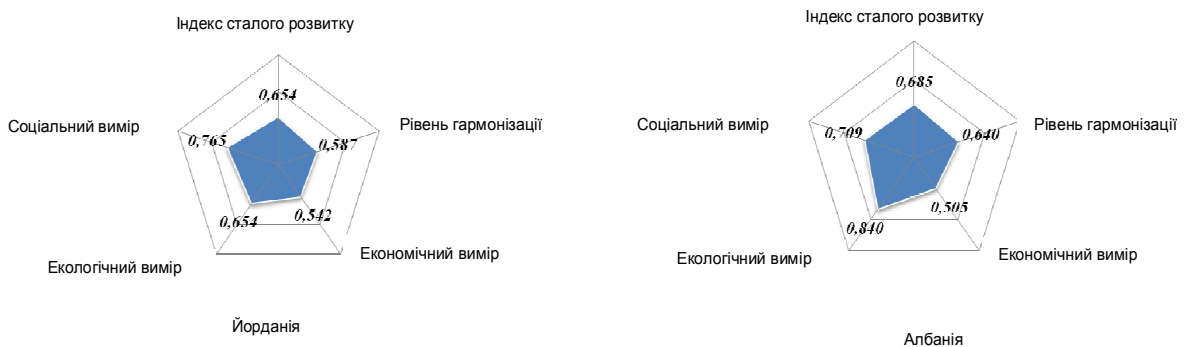 Індекс сталого розвитку
0,654
Соціальний вимір
0,765
0,587
Рівень гармонізації
0,654
0,542
Екологічний вимір
Економічний вимір
Йорданія
Індекс сталого розвитку
0,685
Соціальний вимір
0,709
0,640
Рівень гармонізації
0,840
0,505
Екологічний вимір
Економічний вимір
Албанія